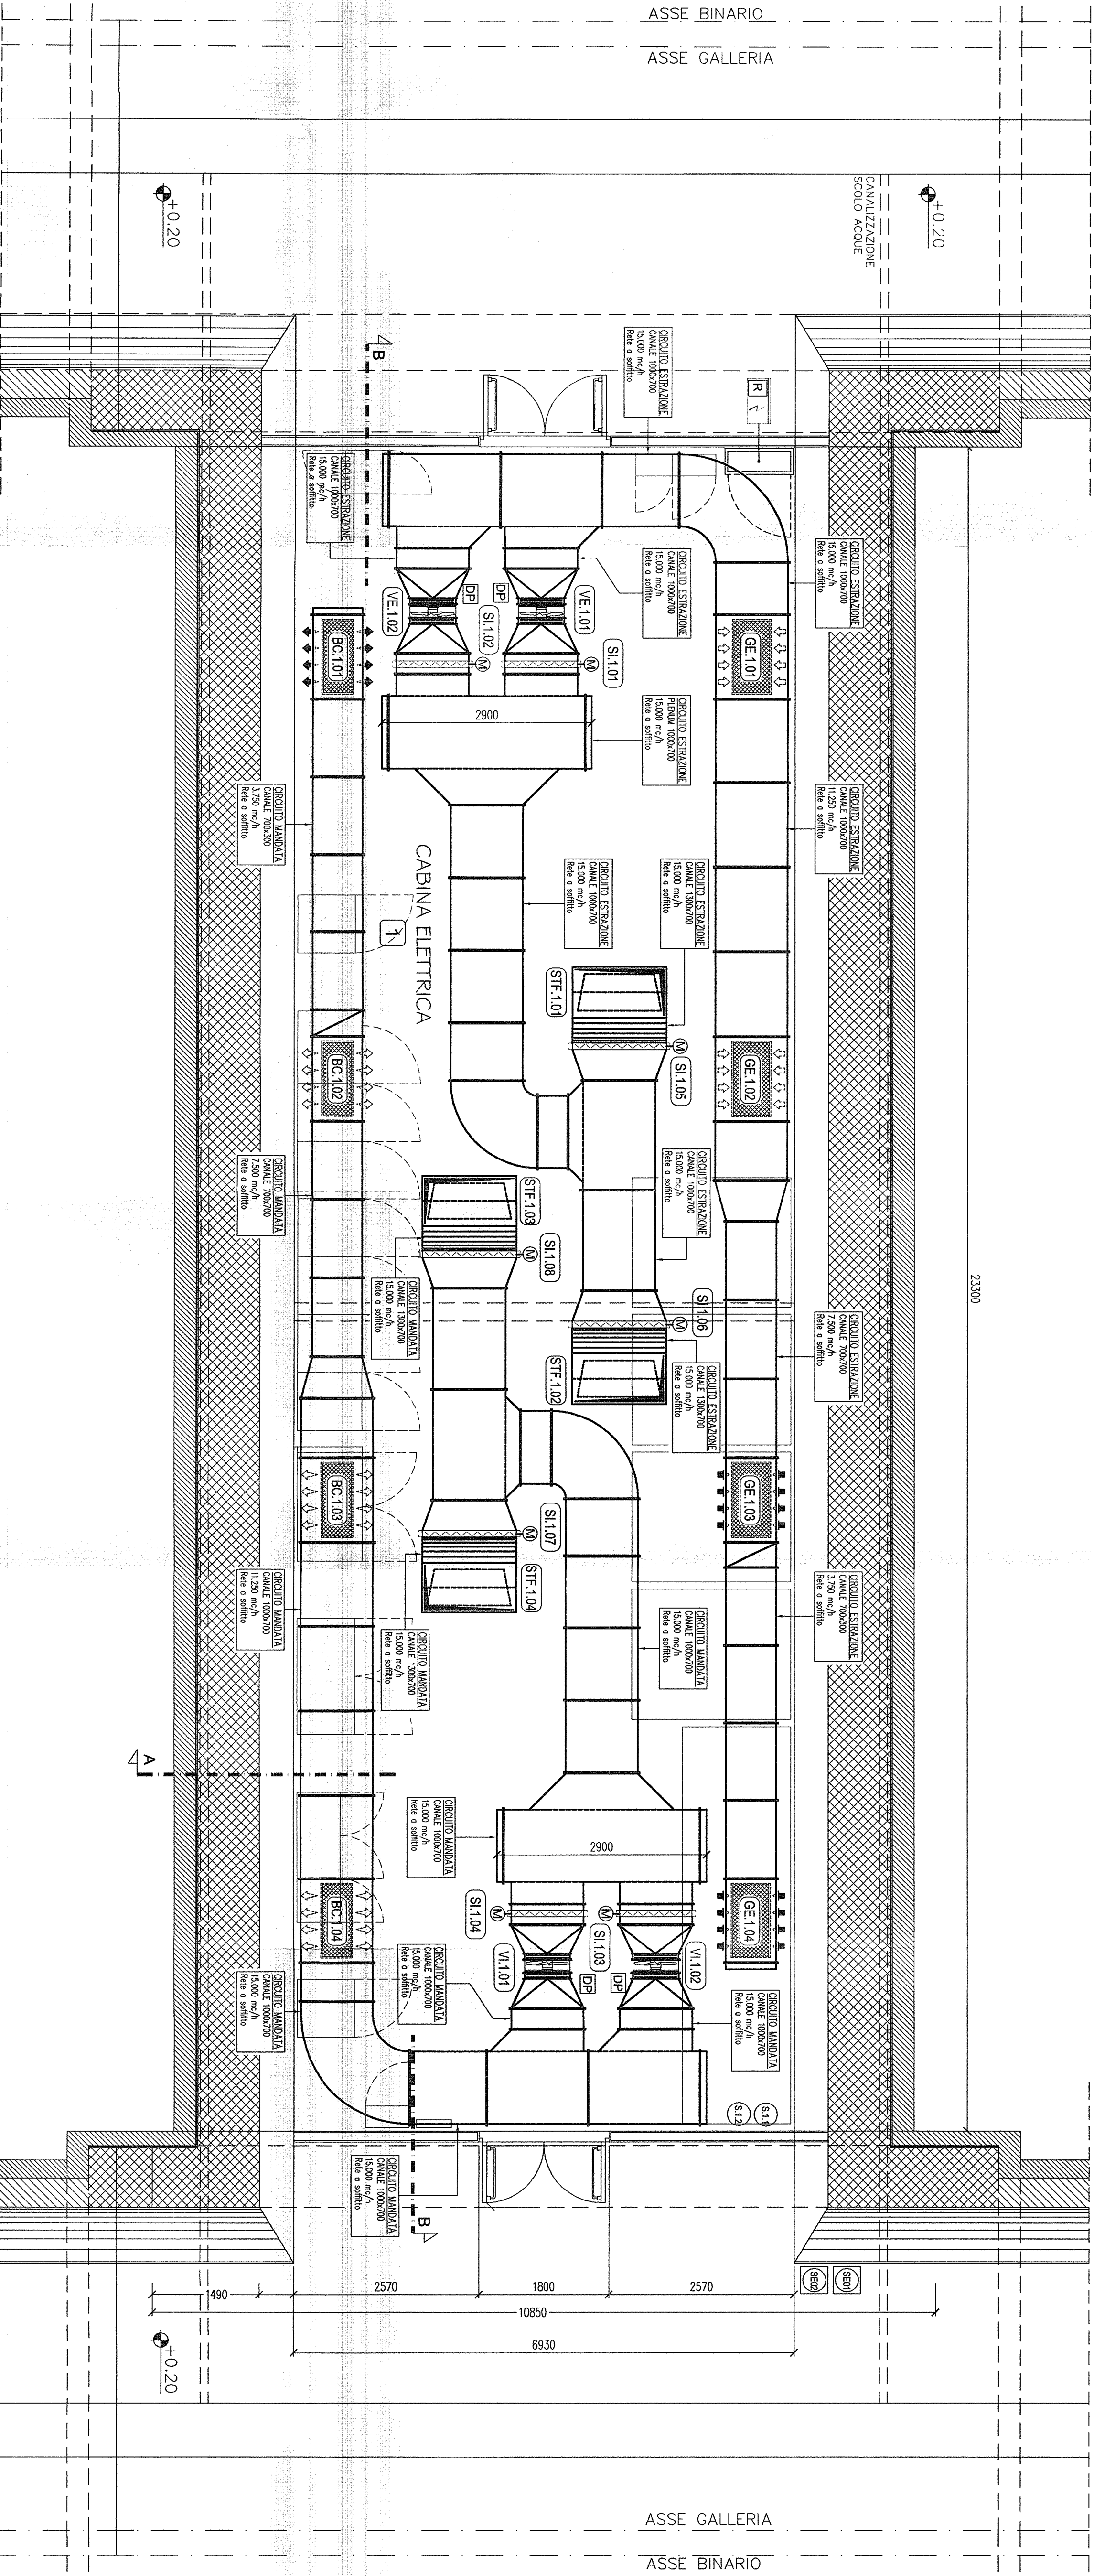 ASSE BINARIO
ASSE GALLERIA
+0.20
+0.20
CANALIZZAZIONE
SCOLO ACQUE
B
CIRCUITO ESTRAZIONE
CANALE 1000x700
15.000 mc/h
Rete a soffitto
R
CIRCUITO ESTRAZIONE
CANALE 1000x700
15.000 mc/h
Rete a soffitto
CIRCUITO ESTRAZIONE
CANALE 1000x700
15.000 mc/h
Rete a soffitto
CIRCUITO ESTRAZIONE
CANALE 1000x700
15.000 mc/h
Rete a soffitto
VE.1.02
DP
SI.1.02
DP
VE.1.01
SI.1.01
BC.1.01
GE.1.01
2900
CIRCUITO ESTRAZIONE
PLENUM 1000x700
15.000 mc/h
Rete a soffitto
M
M
CIRCUITO MANDATA
CANALE 700x300
3.750 mc/h
Rete a soffitto
CIRCUITO ESTRAZIONE
CANALE 1000x700
11.250 mc/h
Rete a soffitto
CABINA ELETTRICA
1
CIRCUITO ESTRAZIONE
CANALE 1000x700
15.000 mc/h
Rete a soffitto
CIRCUITO ESTRAZIONE
CANALE 1300x700
15.000 mc/h
Rete a soffitto
STF.1.01
M
SI.1.05
BC.1.02
GE.1.02
CIRCUITO MANDATA
CANALE 700x700
7.500 mc/h
Rete a soffitto
CIRCUITO ESTRAZIONE
CANALE 1000x700
15.000 mc/h
Rete a soffitto
STF.1.03
M
SI.1.08
23300
CIRCUITO MANDATA
CANALE 1300x700
15.000 mc/h
Rete a soffitto
M
SI.1.06
STF.1.02
CIRCUITO ESTRAZIONE
CANALE 1300x700
15.000 mc/h
Rete a soffitto
CIRCUITO ESTRAZIONE
CANALE 700x700
7.500 mc/h
Rete a soffitto
BC.1.03
GE.1.03
M
SI.1.07
STF.1.04
CIRCUITO MANDATA
CANALE 1000x700
11.250 mc/h
Rete a soffitto
CIRCUITO MANDATA
CANALE 1300x700
15.000 mc/h
Rete a soffitto
CIRCUITO MANDATA
CANALE 1000x700
15.000 mc/h
Rete a soffitto
CIRCUITO ESTRAZIONE
CANALE 700x300
3.750 mc/h
Rete a soffitto
A
CIRCUITO MANDATA
CANALE 1000x700
15.000 mc/h
Rete a soffitto
2900
BC.1.04
GE.1.04
SI.1.04
M
SI.1.03
M
VI.1.01
DP
DP
VI.1.02
CIRCUITO MANDATA
CANALE 1000x700
15.000 mc/h
Rete a soffitto
CIRCUITO MANDATA
CANALE 1000x700
15.000 mc/h
Rete a soffitto
CIRCUITO MANDATA
CANALE 1000x700
15.000 mc/h
Rete a soffitto
S.1.2
S.1.1
CIRCUITO MANDATA
CANALE 1000x700
15.000 mc/h
Rete a soffitto
B
SE02
SE01
1490
2570
1800
2570
10850
6930
+0.20
ASSE GALLERIA
ASSE BINARIO